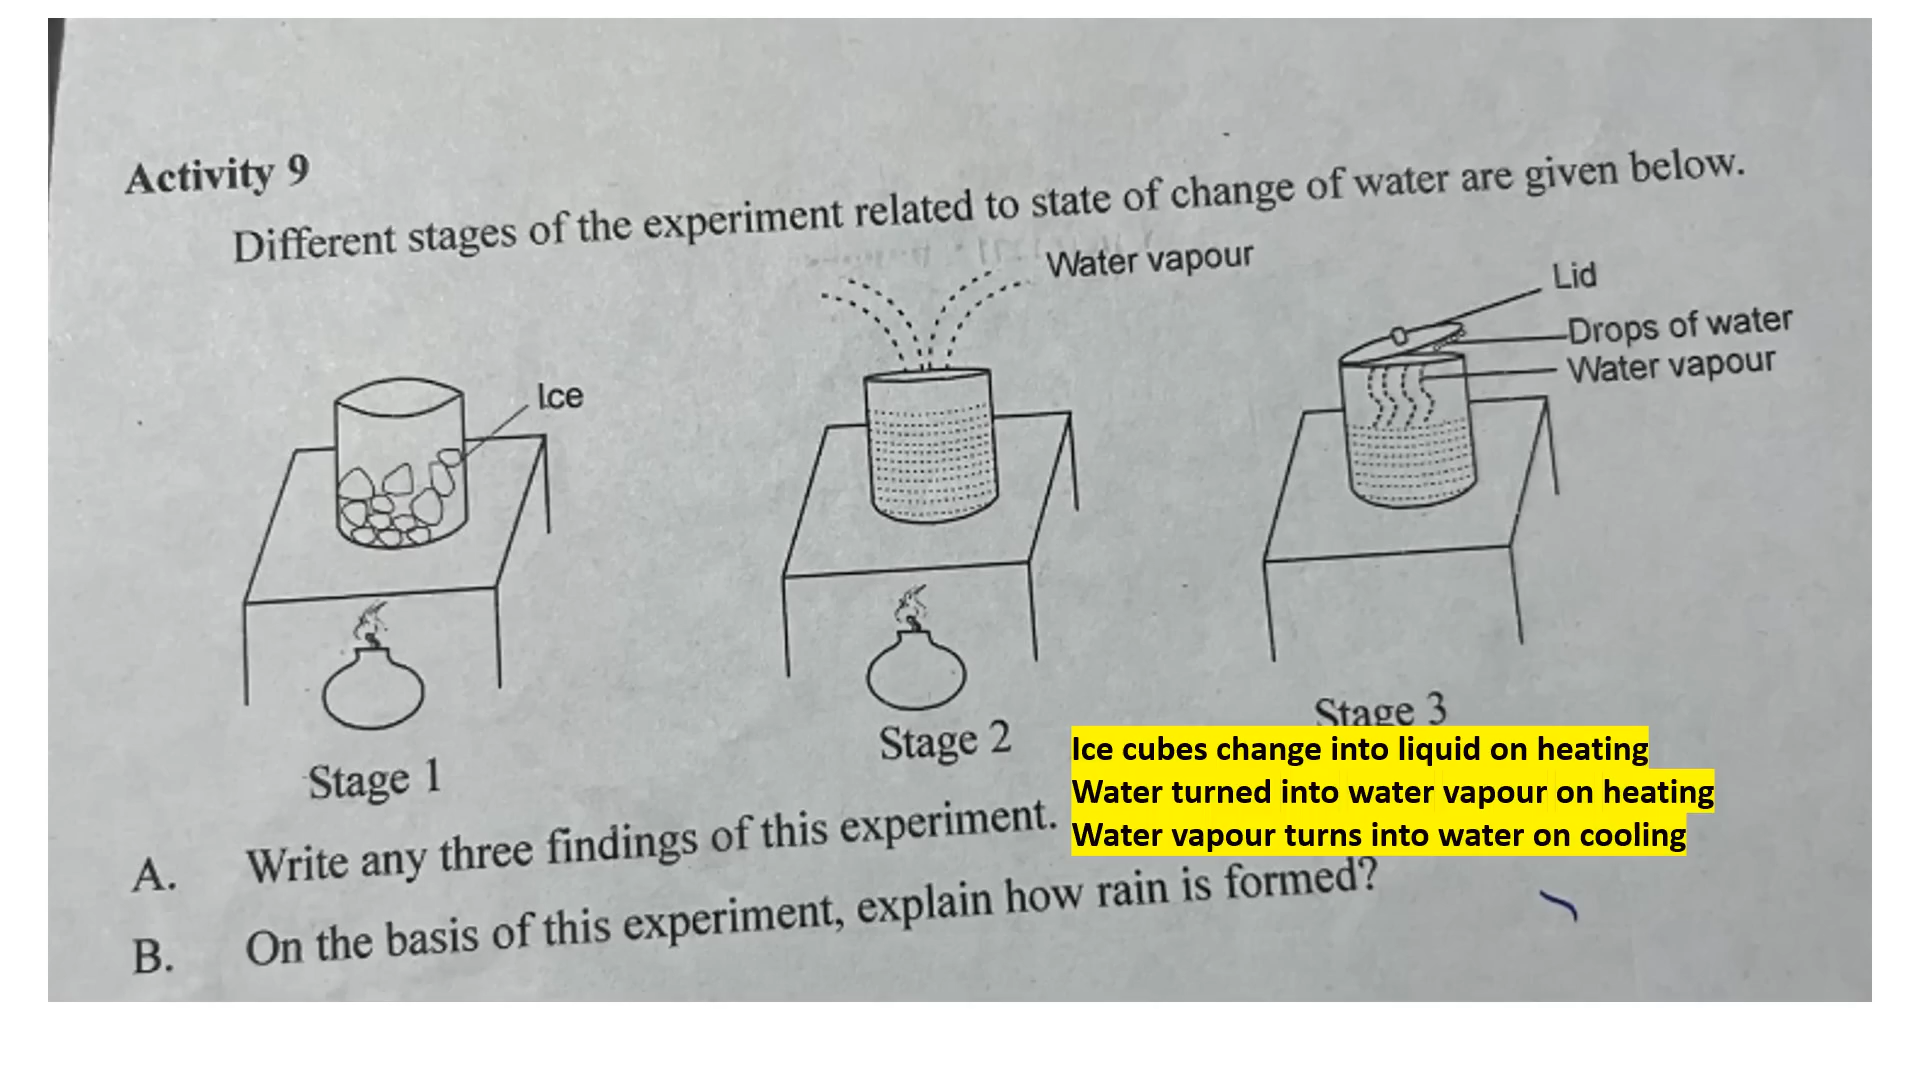 Activity 9
Different stages of the experiment related to state of change of water are given below.
Water vapour
Lid
Drops of water
Water vapour
Ice
Stage 1
Stage 2
Stage 3
Ice cubes change into liquid on heating
Water turned into water vapour on heating
Water vapour turns into water on cooling
A. Write any three findings of this experiment.
B. On the basis of this experiment, explain how rain is formed?